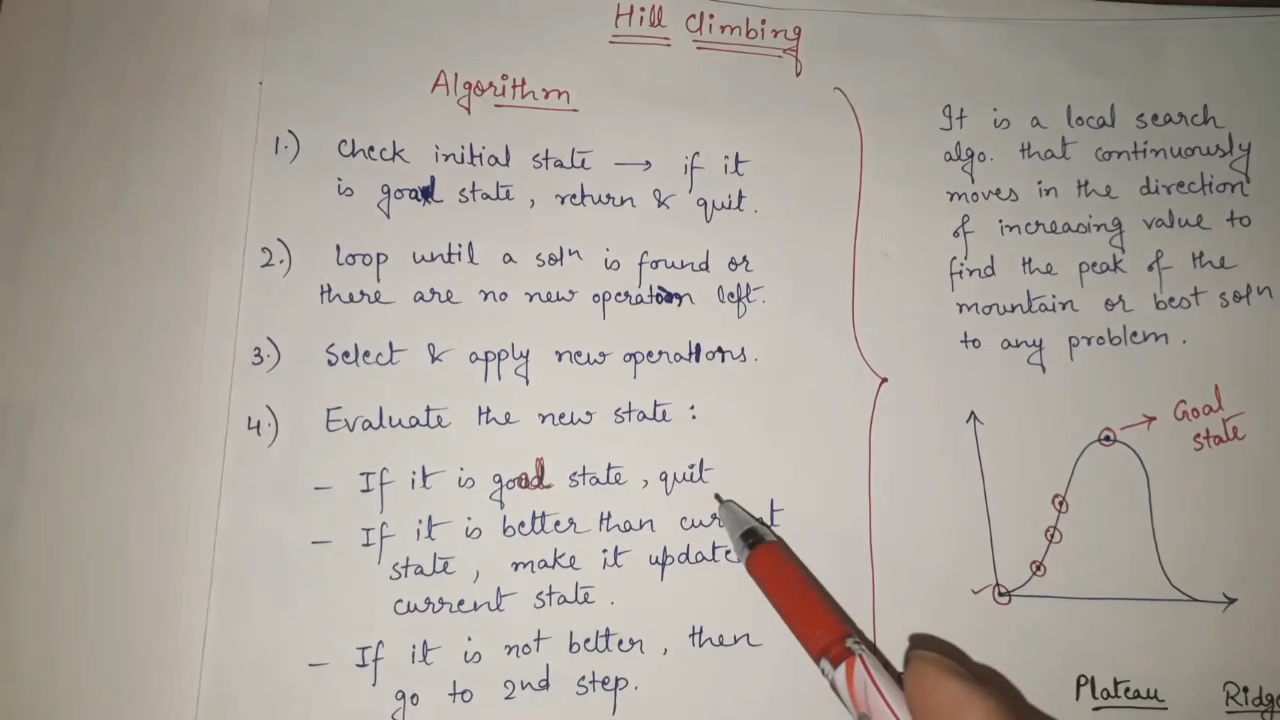 Hill Climbing
Algorithm
1.) Check initial state → if it
is goal state, return & quit.
2.) Loop until a solⁿ is found or
there are no new operation left.
3.) Select & apply new operations.
4.) Evaluate the new state :
- If it is goal state, quit
- If it is better than
state, make it update
current state.
- If it is not better, then
go to 2nd step.
It is a local search
algo. that continuously
moves in the direction
of increasing value to
find the peak of the
mountain or best solⁿ
to any problem.
Goal
state
Plateau